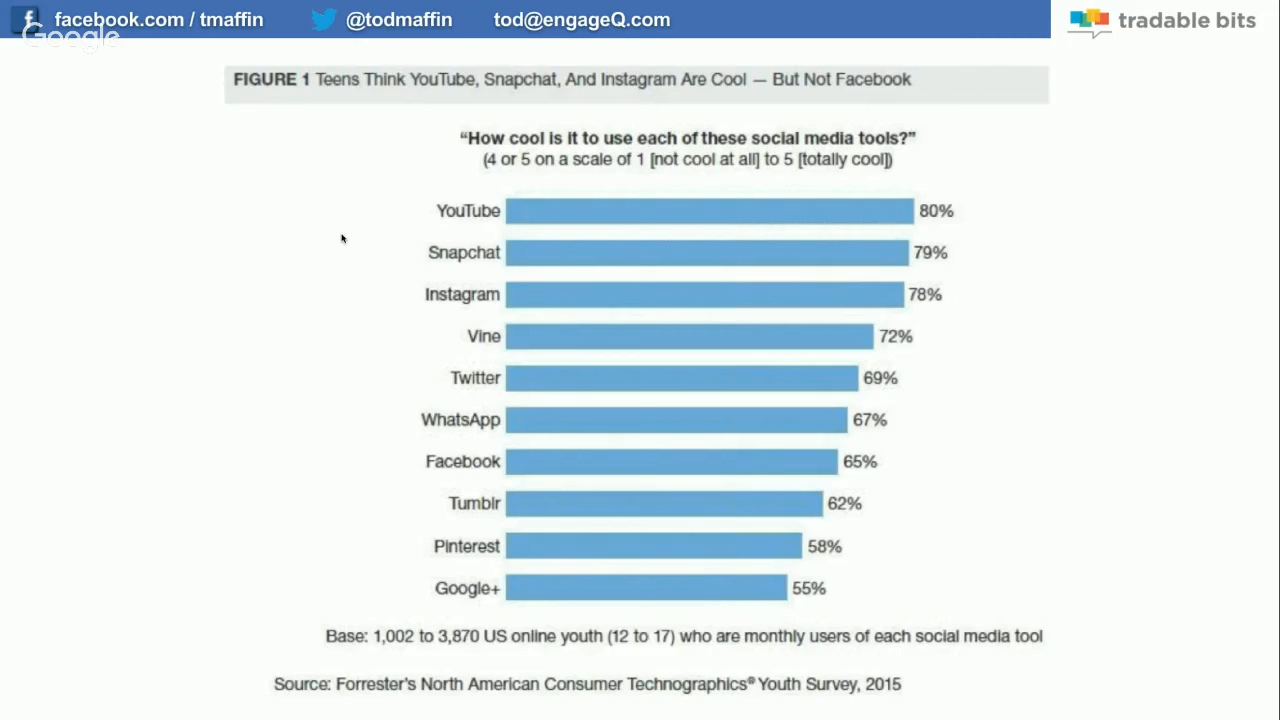 facebook.com / tmaffin
@todmaffin
tod@engageQ.com
tradable bits
Google
FIGURE 1 Teens Think YouTube, Snapchat, And Instagram Are Cool — But Not Facebook
“How cool is it to use each of these social media tools?”
(4 or 5 on a scale of 1 [not cool at all] to 5 [totally cool])
YouTube 80%
Snapchat 79%
Instagram 78%
Vine 72%
Twitter 69%
WhatsApp 67%
Facebook 65%
Tumblr 62%
Pinterest 58%
Google+ 55%
Base: 1,002 to 3,870 US online youth (12 to 17) who are monthly users of each social media tool
Source: Forrester’s North American Consumer Technographics® Youth Survey, 2015